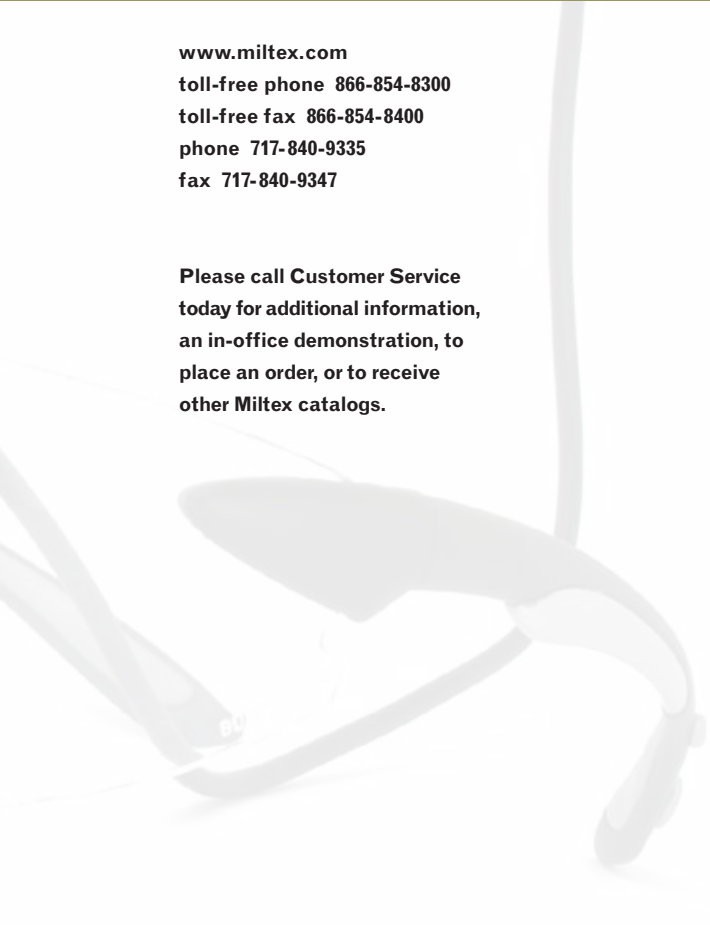 www.miltex.com
toll-free phone 866-854-8300
toll-free fax 866-854-8400
phone 717-840-9335
fax 717-840-9347
Please call Customer Service
today for additional information,
an in-office demonstration, to
place an order, or to receive
other Miltex catalogs.